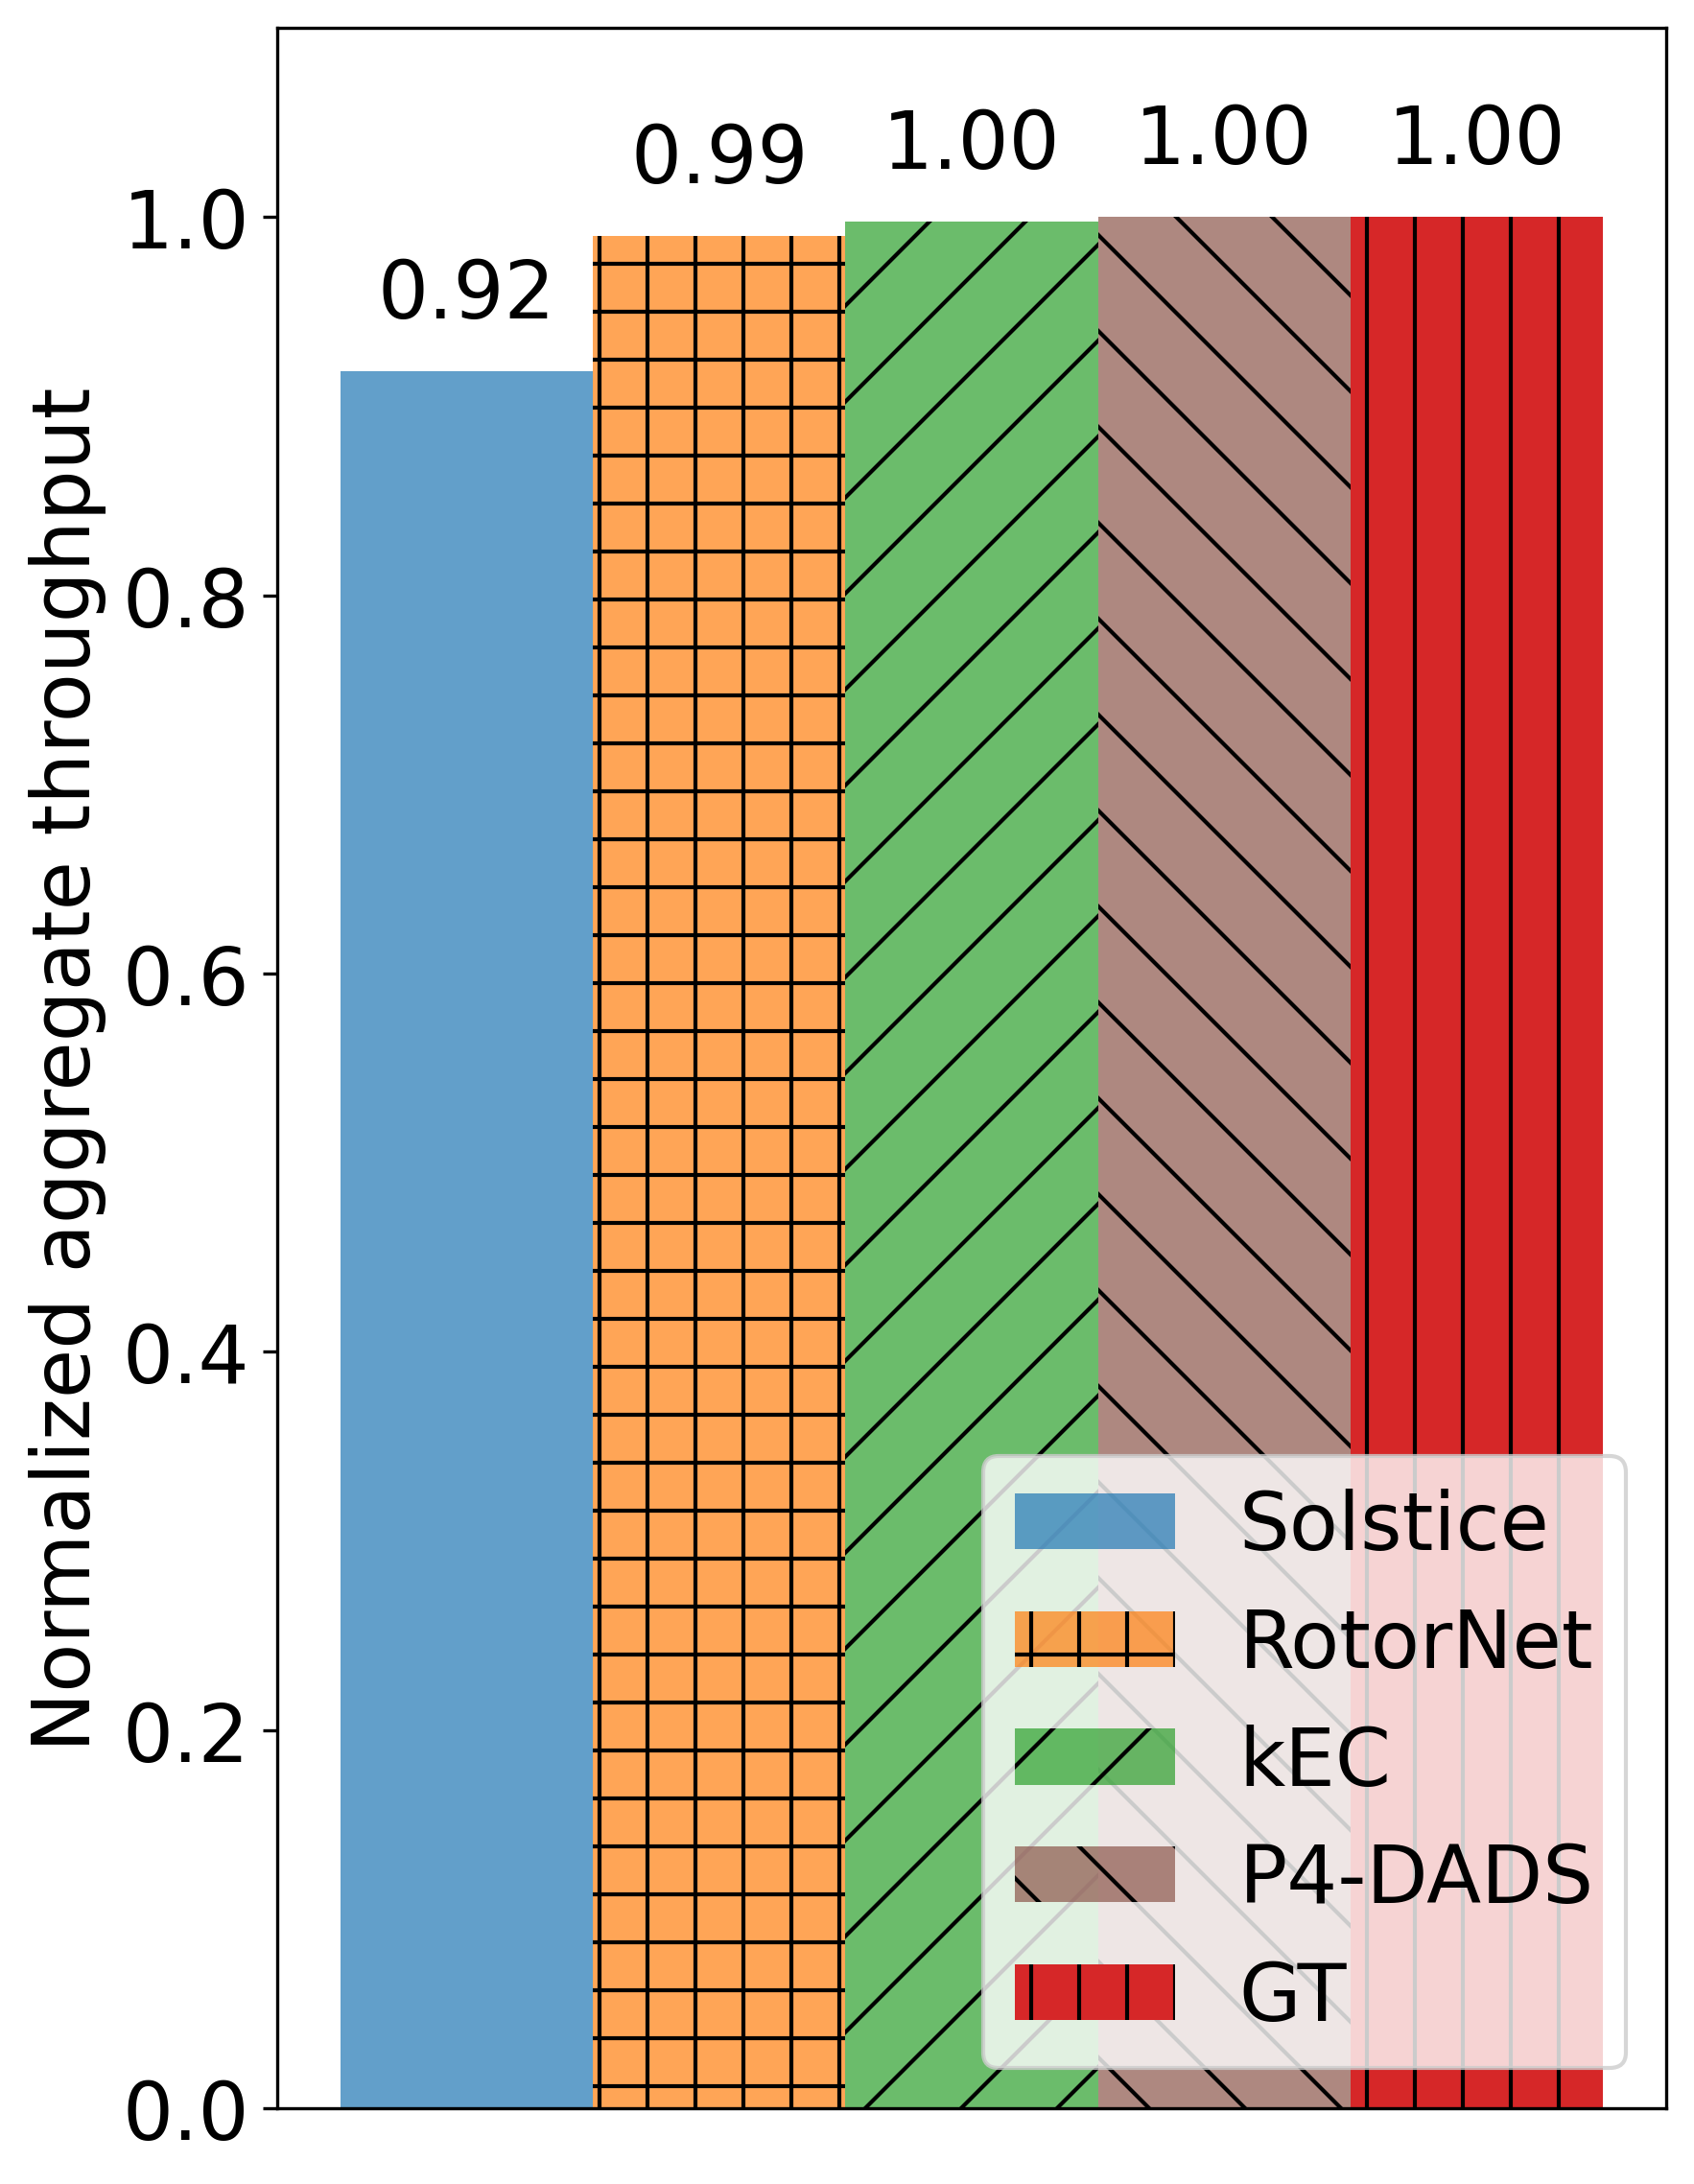 Normalized aggregate throughput
1.0
0.8
0.6
0.4
0.2
0.0
0.92
0.99
1.00
1.00
1.00
Solstice
RotorNet
kEC
P4-DADS
GT